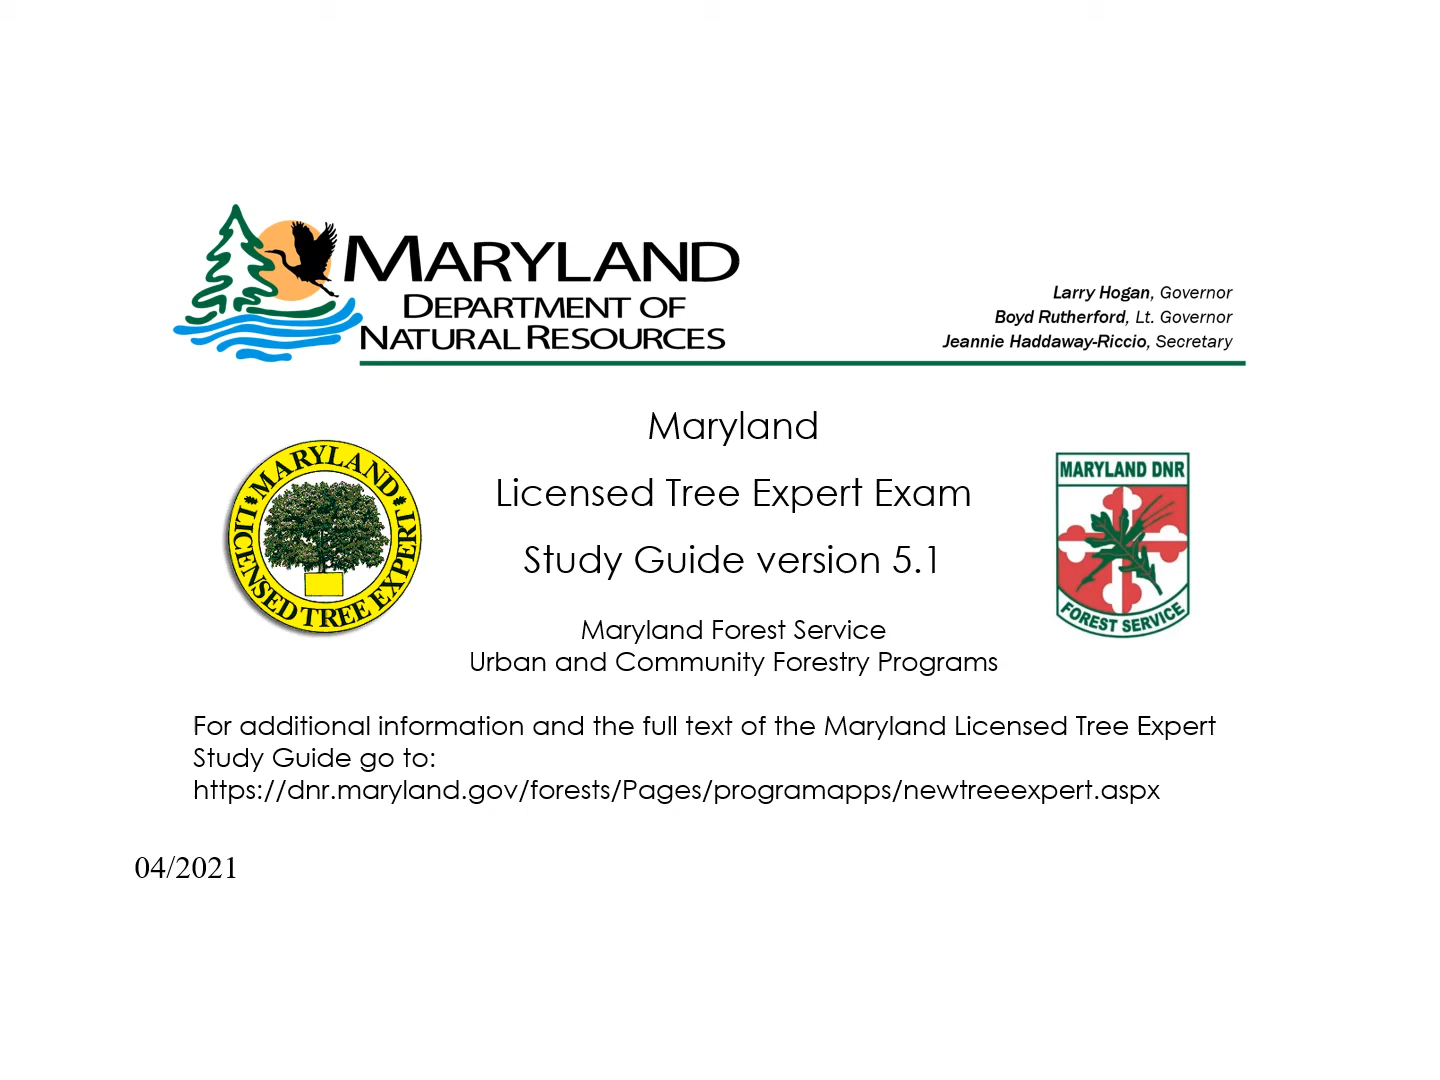 MARYLAND
DEPARTMENT OF
NATURAL RESOURCES
Larry Hogan, Governor
Boyd Rutherford, Lt. Governor
Jeannie Haddaway-Riccio, Secretary
Maryland
Licensed Tree Expert Exam
Study Guide version 5.1
MARYLAND
LICENSED TREE EXPERT
MARYLAND DNR
FOREST SERVICE
Maryland Forest Service
Urban and Community Forestry Programs
For additional information and the full text of the Maryland Licensed Tree Expert
Study Guide go to:
https://dnr.maryland.gov/forests/Pages/programapps/newtreeexpert.aspx
04/2021